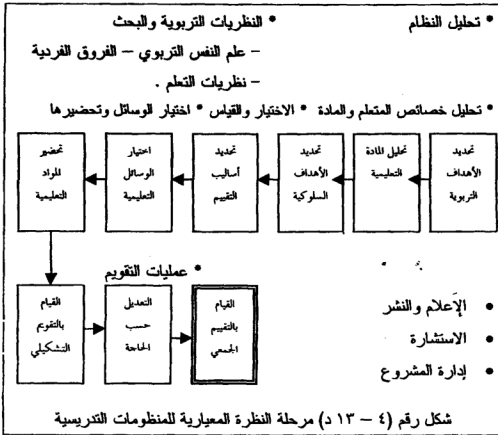 • تحليل النظام
• النظريات التربوية والبحث
– علم النفس التربوي – الفروق الفردية
– نظريات التعلم .
• تحليل خصائص المتعلم والمادة • الاختبار والقياس • اختيار الوسائل وتحضيرها
تحديد
الأهداف
التربوية
تحليل المادة
التعليمية
تحديد
الأهداف
السلوكية
تحديد
أساليب
التقييم
اختيار
الوسائل
التعليمية
تحضير
المواد
التعليمية
• عمليات التقويم
القيام
بالتقويم
التشكيلي
التعديل
حسب
الحاجة
القيام
بالتقييم
الجمعي
• الإعلام والنشر
• الاستشارة
• إدارة المشروع
شكل رقم (٤ – ١٣ د) مرحلة النظرة المعيارية للمنظومات التدريسية